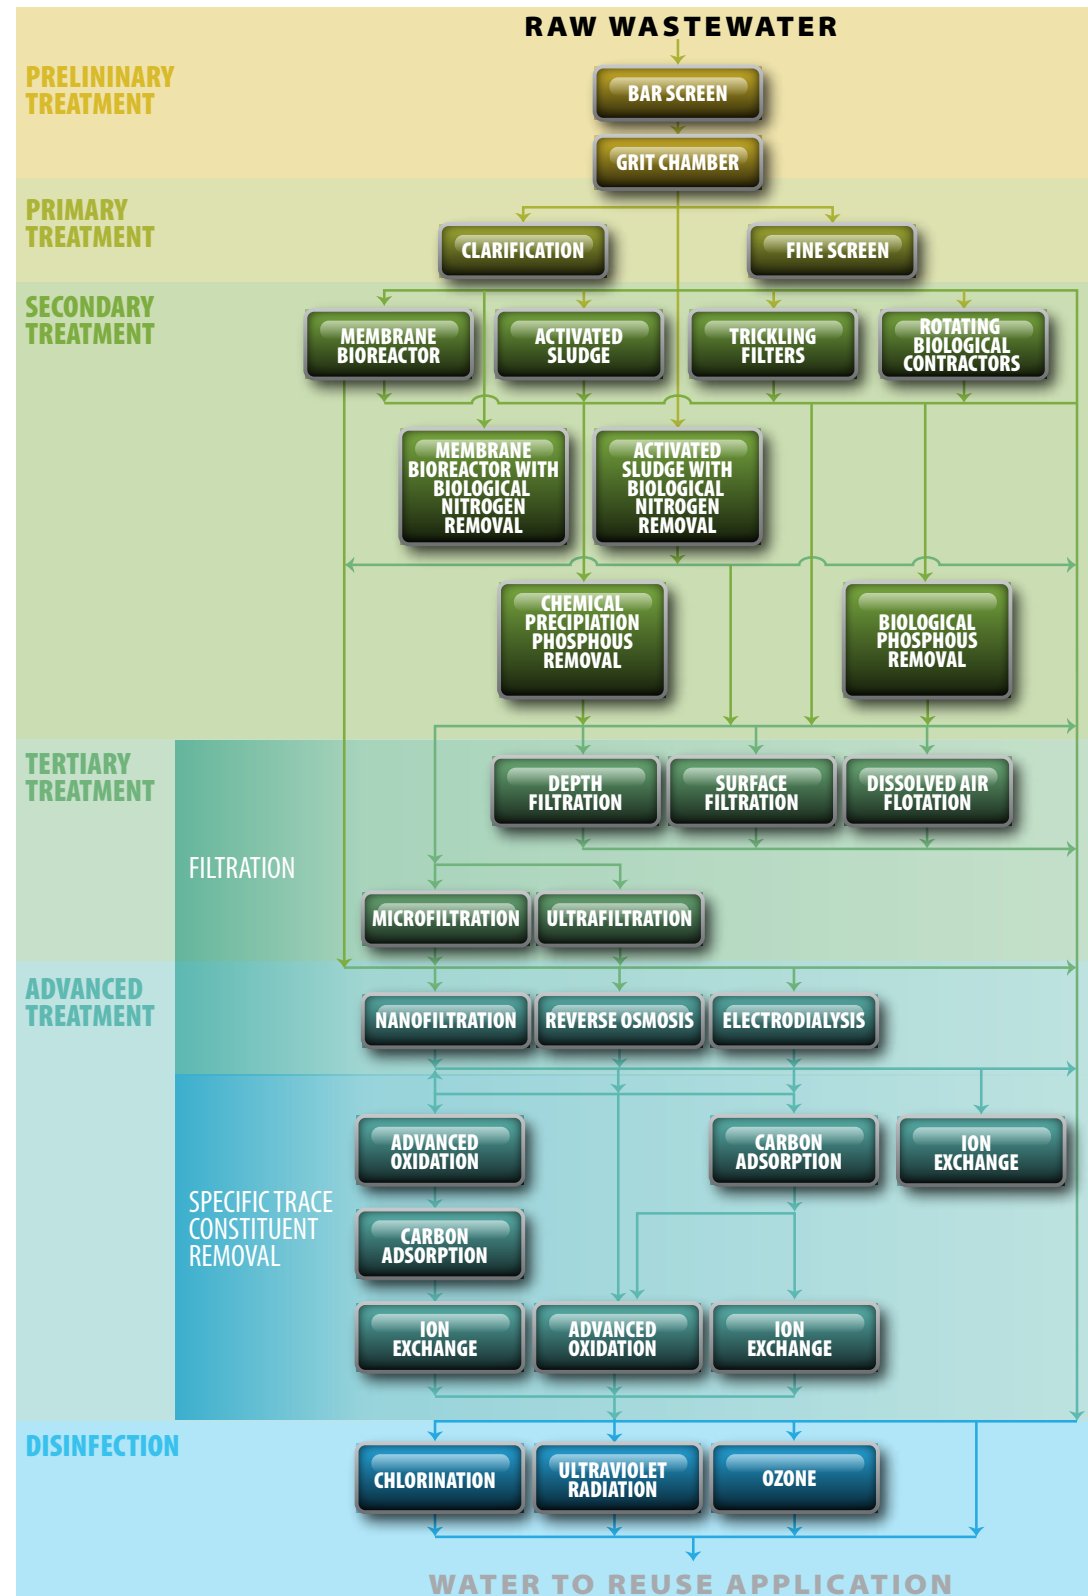 RAW WASTEWATER
PRELININARY
TREATMENT
BAR SCREEN
GRIT CHAMBER
PRIMARY
TREATMENT
CLARIFICATION
FINE SCREEN
SECONDARY
TREATMENT
MEMBRANE
BIOREACTOR
ACTIVATED
SLUDGE
TRICKLING
FILTERS
ROTATING
BIOLOGICAL
CONTRACTORS
MEMBRANE
BIOREACTOR WITH
BIOLOGICAL
NITROGEN
REMOVAL
ACTIVATED
SLUDGE WITH
BIOLOGICAL
NITROGEN
REMOVAL
CHEMICAL
PRECIPIATION
PHOSPHOUS
REMOVAL
BIOLOGICAL
PHOSPHOUS
REMOVAL
TERTIARY
TREATMENT
DEPTH
FILTRATION
SURFACE
FILTRATION
DISSOLVED AIR
FLOTATION
FILTRATION
MICROFILTRATION
ULTRAFILTRATION
ADVANCED
TREATMENT
NANOFILTRATION
REVERSE OSMOSIS
ELECTRODIALYSIS
ADVANCED
OXIDATION
CARBON
ADSORPTION
ION
EXCHANGE
SPECIFIC TRACE
CONSTITUENT
REMOVAL
CARBON
ADSORPTION
ION
EXCHANGE
ADVANCED
OXIDATION
ION
EXCHANGE
DISINFECTION
CHLORINATION
ULTRAVIOLET
RADIATION
OZONE
WATER TO REUSE APPLICATION